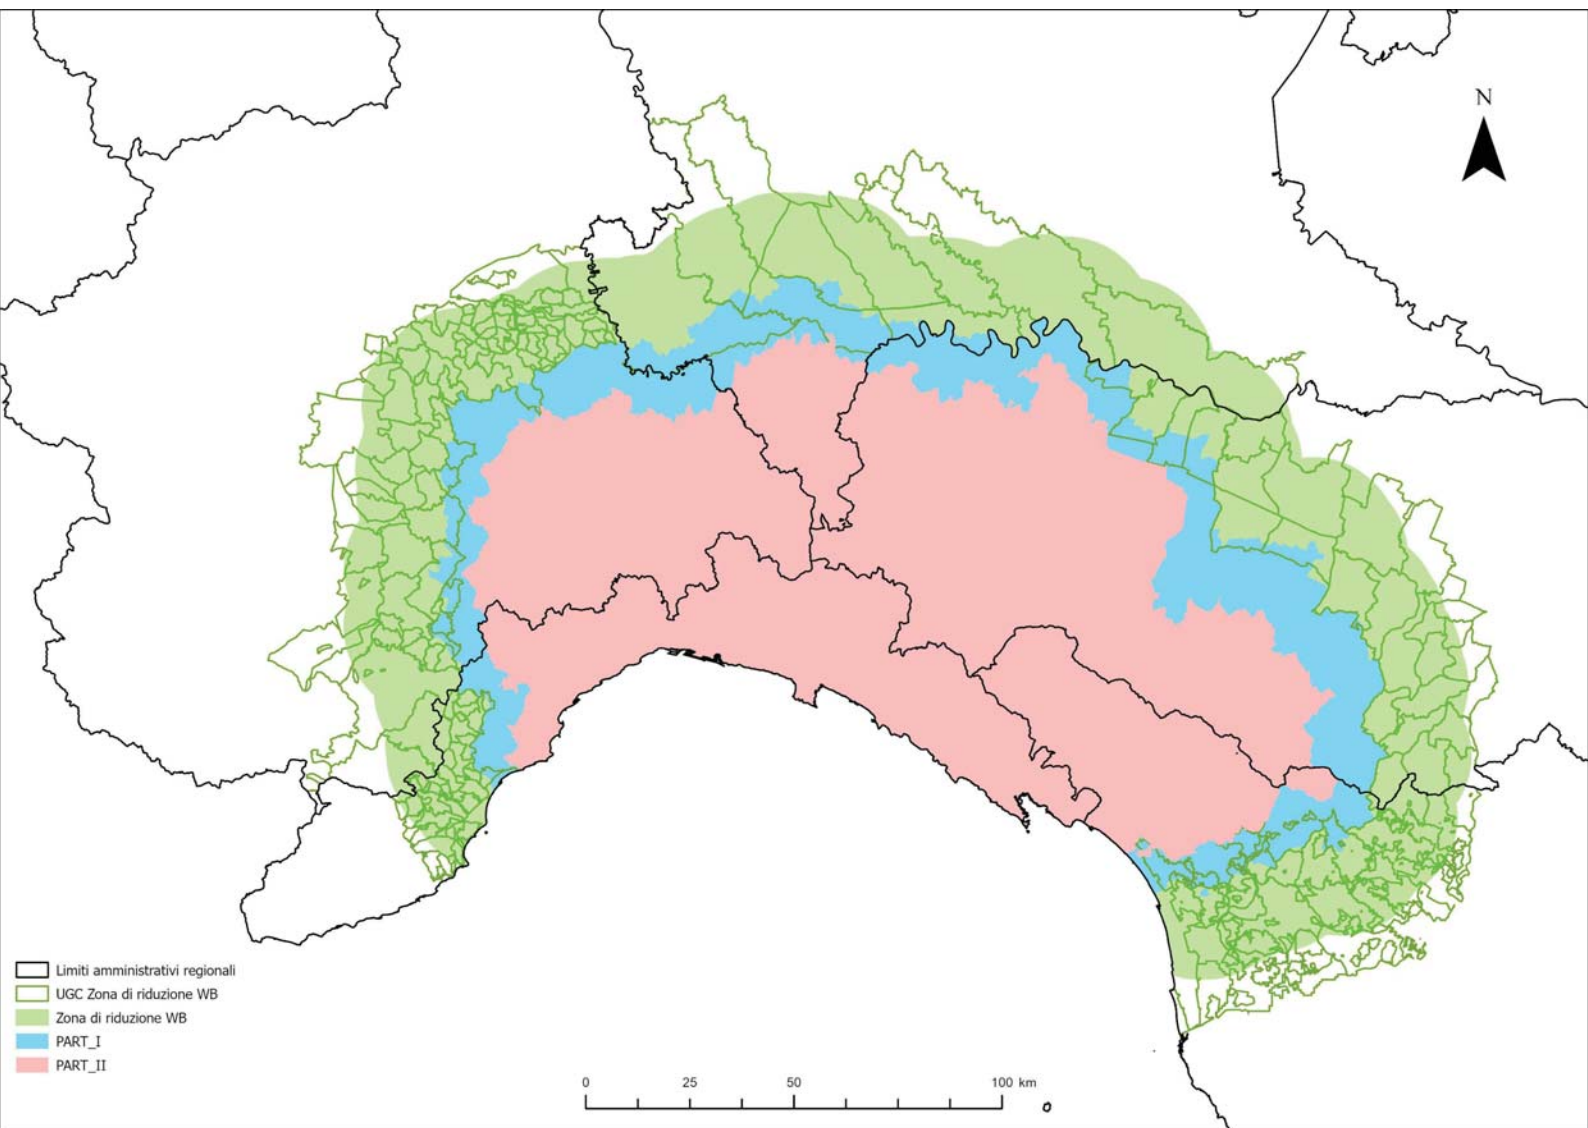 N
Limiti amministrativi regionali
UGC Zona di riduzione WB
Zona di riduzione WB
PART_I
PART_II
0 25 50 100 km